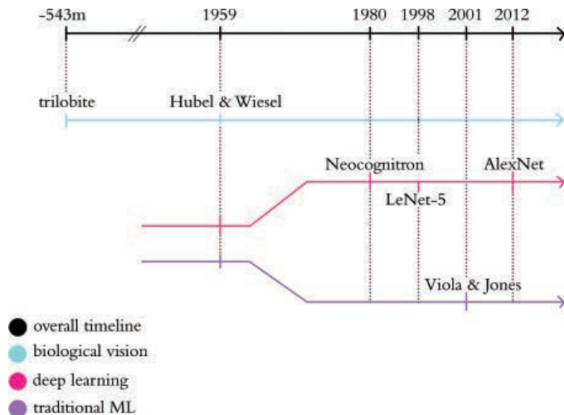 -543m 1959 1980 1998 2001 2012
trilobite Hubel & Wiesel
Neocognitron AlexNet
LeNet-5
Viola & Jones
overall timeline
biological vision
deep learning
traditional ML